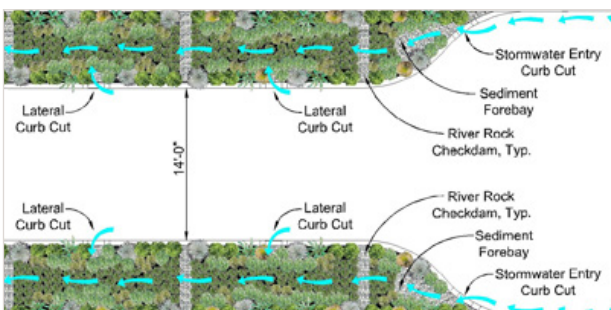 Stormwater Entry
Curb Cut
Sediment
Forebay
Lateral
Curb Cut
Lateral
Curb Cut
River Rock
Checkdam, Typ.
14'-0"
Lateral
Curb Cut
Lateral
Curb Cut
River Rock
Checkdam, Typ.
Sediment
Forebay
Stormwater Entry
Curb Cut